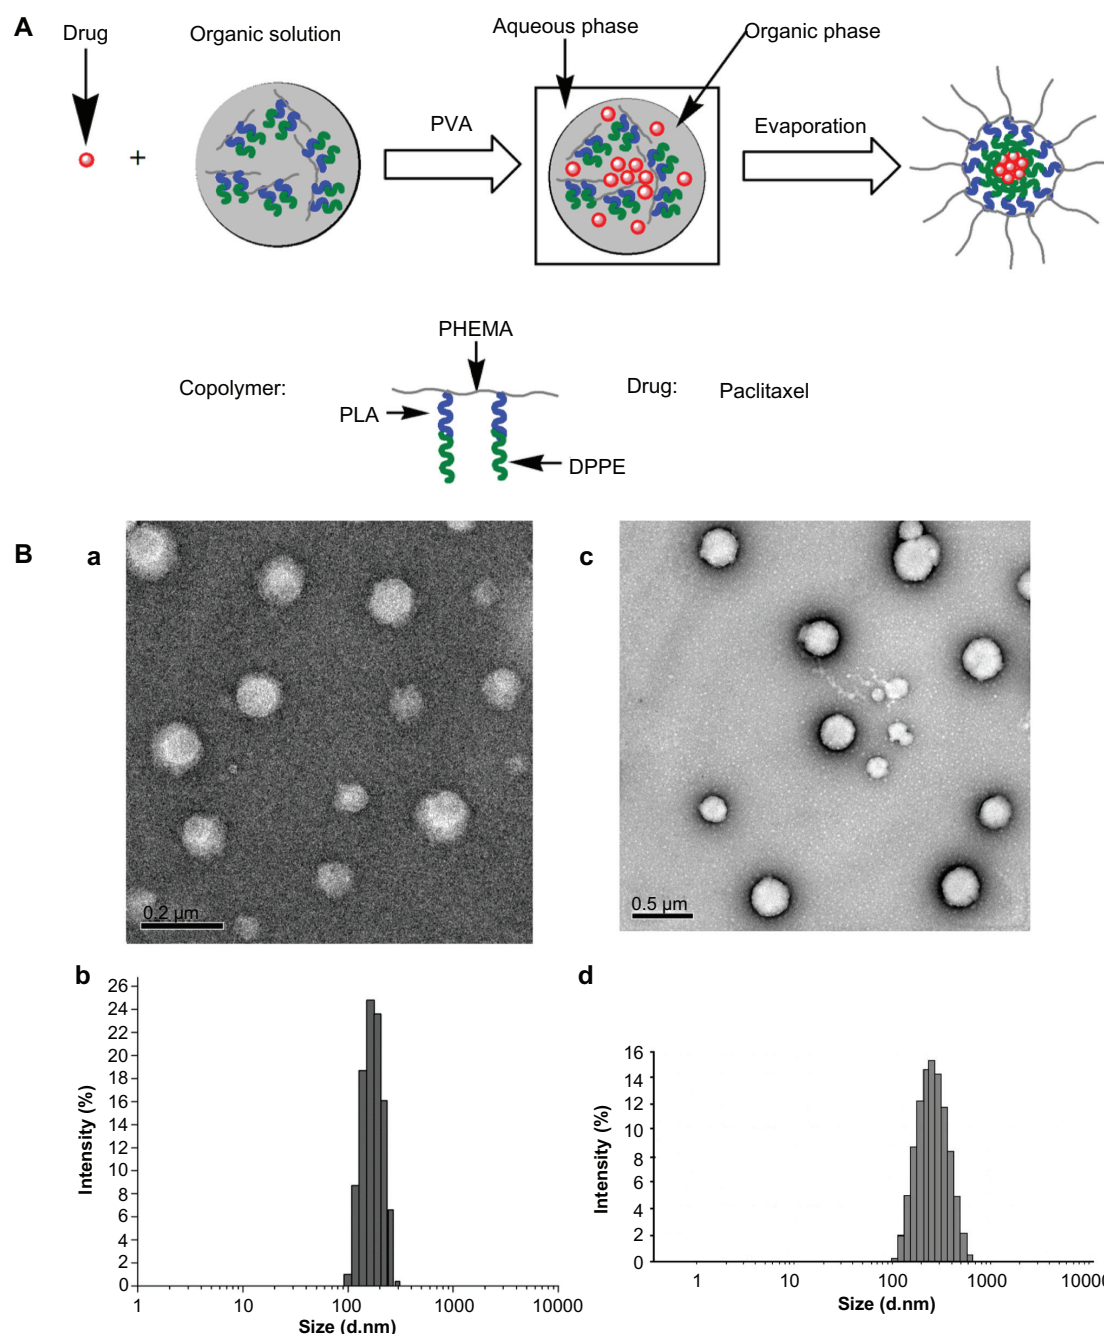 A
Drug
Organic solution
Aqueous phase
Organic phase
+
PVA
Evaporation
PHEMA
Copolymer:
Drug:
Paclitaxel
PLA
DPPE
B
a
c
0.2 µm
0.5 µm
b
26
24
22
20
18
16
14
12
10
8
6
4
2
0
Intensity (%)
1
10
100
1000
10000
Size (d.nm)
d
16
14
12
10
8
6
4
2
0
Intensity (%)
1
10
100
1000
10000
Size (d.nm)